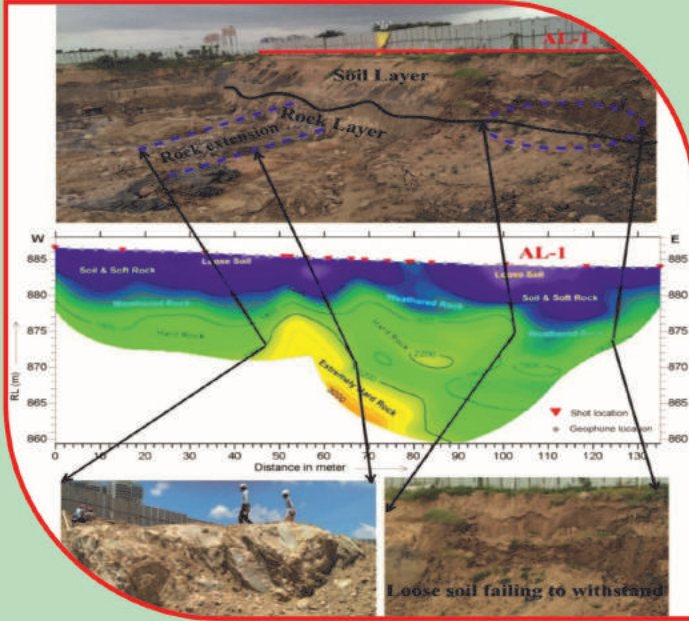 AL-1
Soil Layer
Rock Layer
Rock extension
W
E
AL-1
885
880
875
870
865
860
885
880
875
870
865
860
RL (m)
Loose Soil
Loose Soil
Soil & Soft Rock
Soil & Soft Rock
Weathered Rock
Weathered Rock
Weathered Rock
Hard Rock
Hard Rock
2200
Extremely Hard Rock
3000
Shot location
Geophone location
0 10 20 30 40 50 60 70 80 90 100 110 120 130
Distance in meter
Loose soil failing to withstand